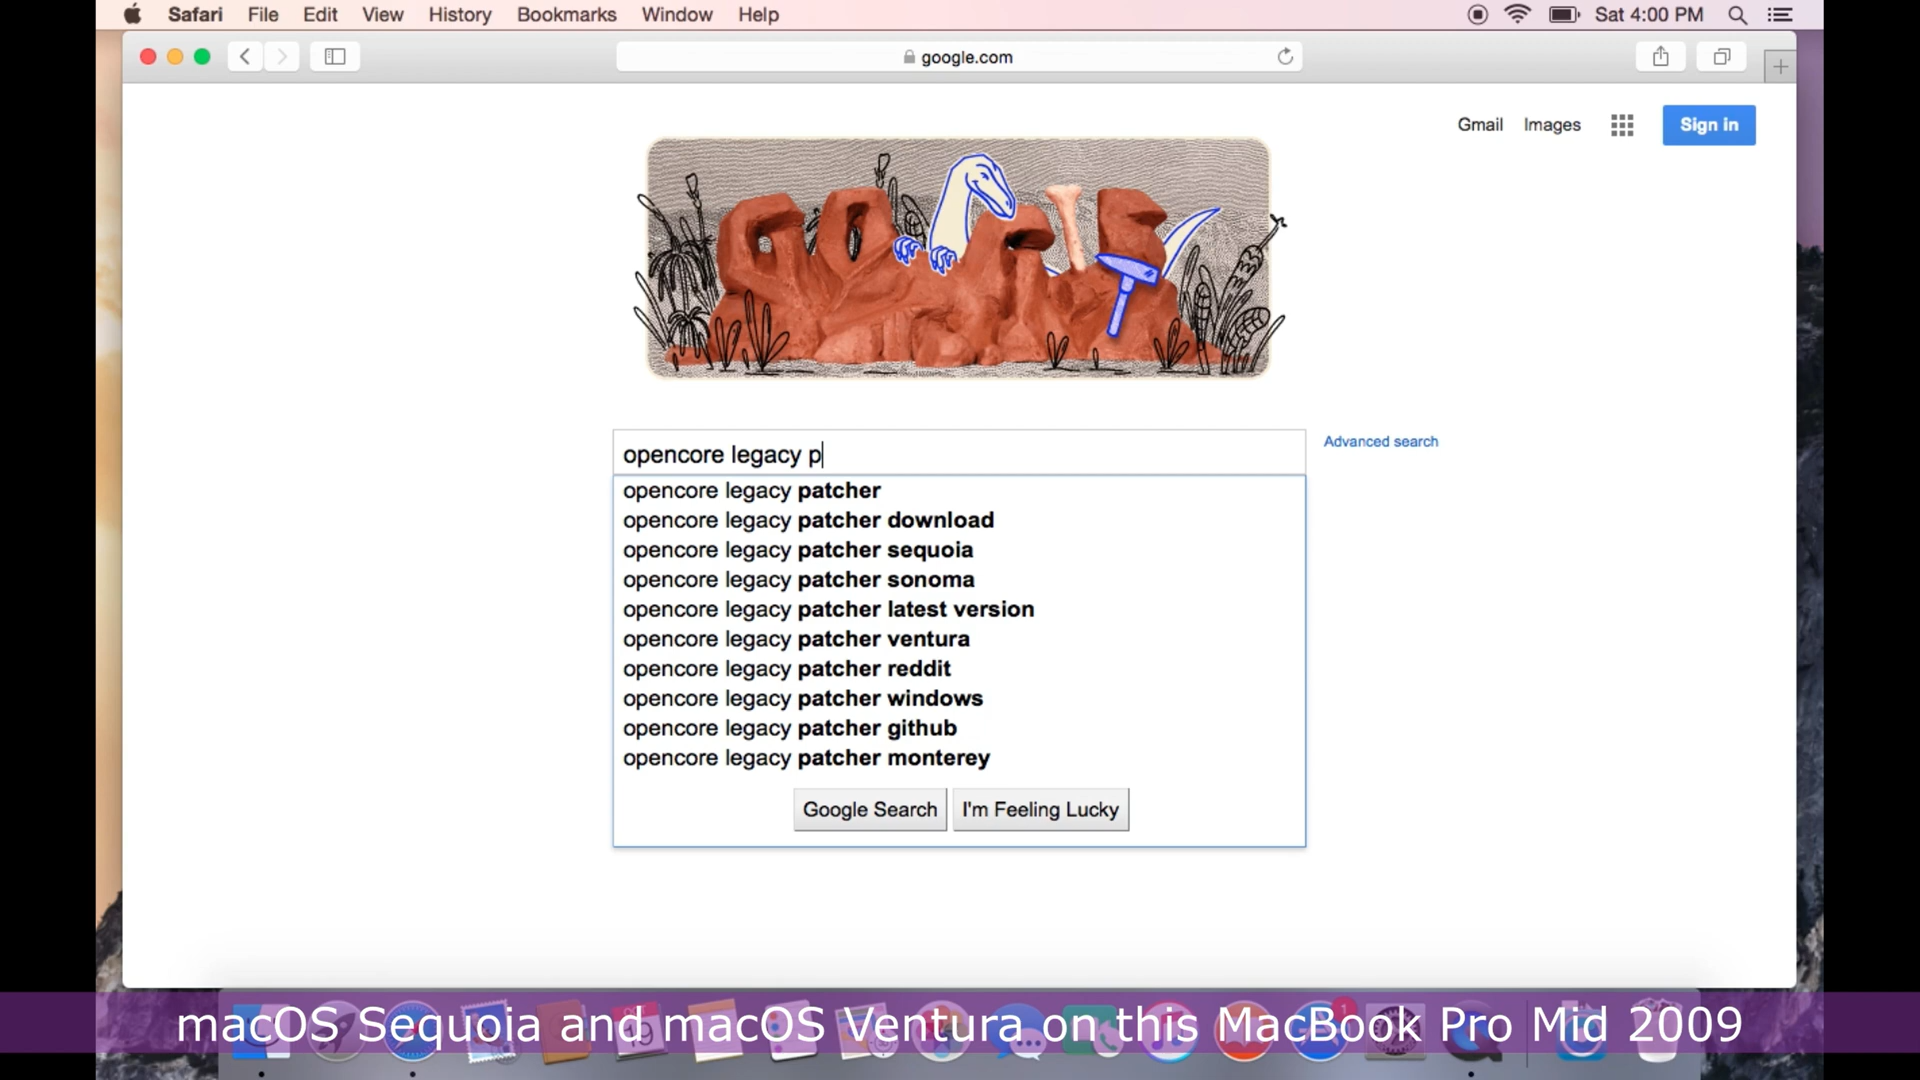 Safari File Edit View History Bookmarks Window Help Sat 4:00 PM
google.com
Gmail Images Sign in
opencore legacy p
Advanced search
opencore legacy patcher
opencore legacy patcher download
opencore legacy patcher sequoia
opencore legacy patcher sonoma
opencore legacy patcher latest version
opencore legacy patcher ventura
opencore legacy patcher reddit
opencore legacy patcher windows
opencore legacy patcher github
opencore legacy patcher monterey
Google Search I'm Feeling Lucky
macOS Sequoia and macOS Ventura on this MacBook Pro Mid 2009